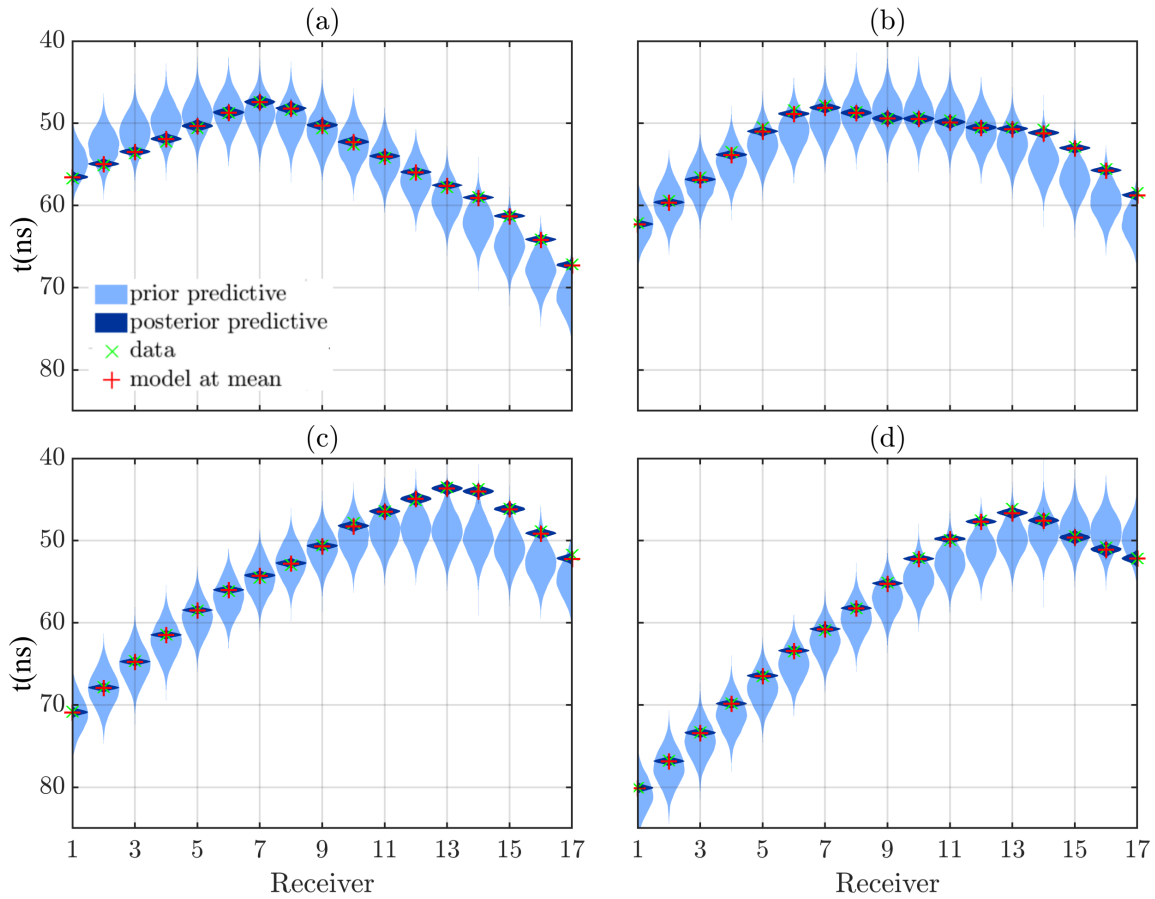 (a)
(b)
40
50
60
70
80
t(ns)
prior predictive
posterior predictive
data
model at mean
(c)
(d)
40
50
60
70
80
t(ns)
1 3 5 7 9 11 13 15 17
1 3 5 7 9 11 13 15 17
Receiver
Receiver